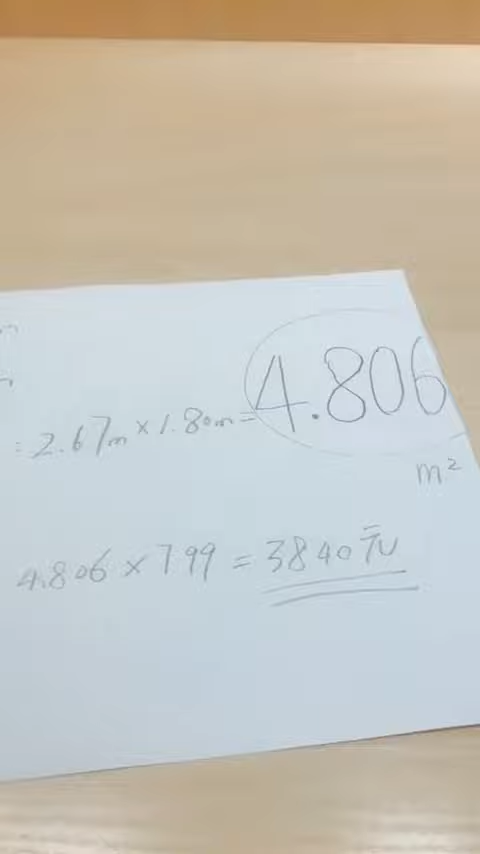 m
: 2.67m × 1.80m = 4.806
m²
4.806 × 799 = 3840元